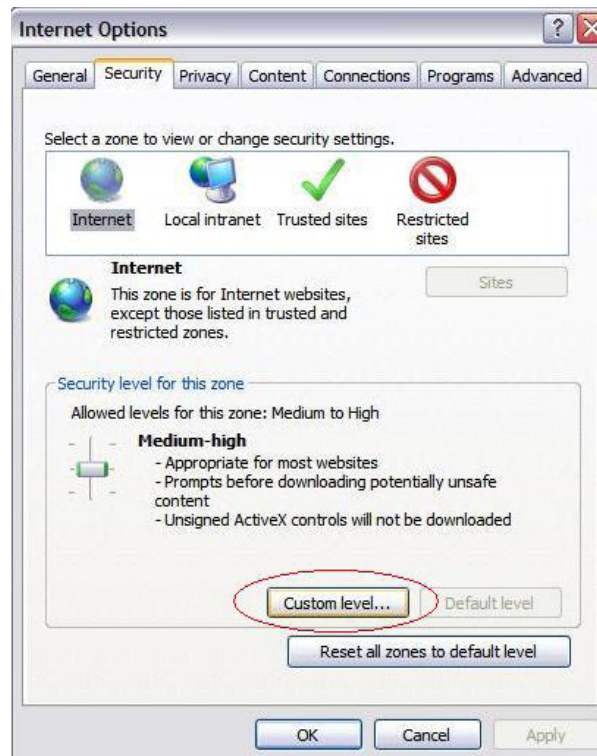 Internet Options
?
General Security Privacy Content Connections Programs Advanced
Select a zone to view or change security settings.
Internet Local intranet Trusted sites Restricted
sites
Internet
Sites
This zone is for Internet websites,
except those listed in trusted and
restricted zones.
Security level for this zone
Allowed levels for this zone: Medium to High
Medium-high
- Appropriate for most websites
- Prompts before downloading potentially unsafe
content
- Unsigned ActiveX controls will not be downloaded
Custom level... Default level
Reset all zones to default level
OK Cancel Apply